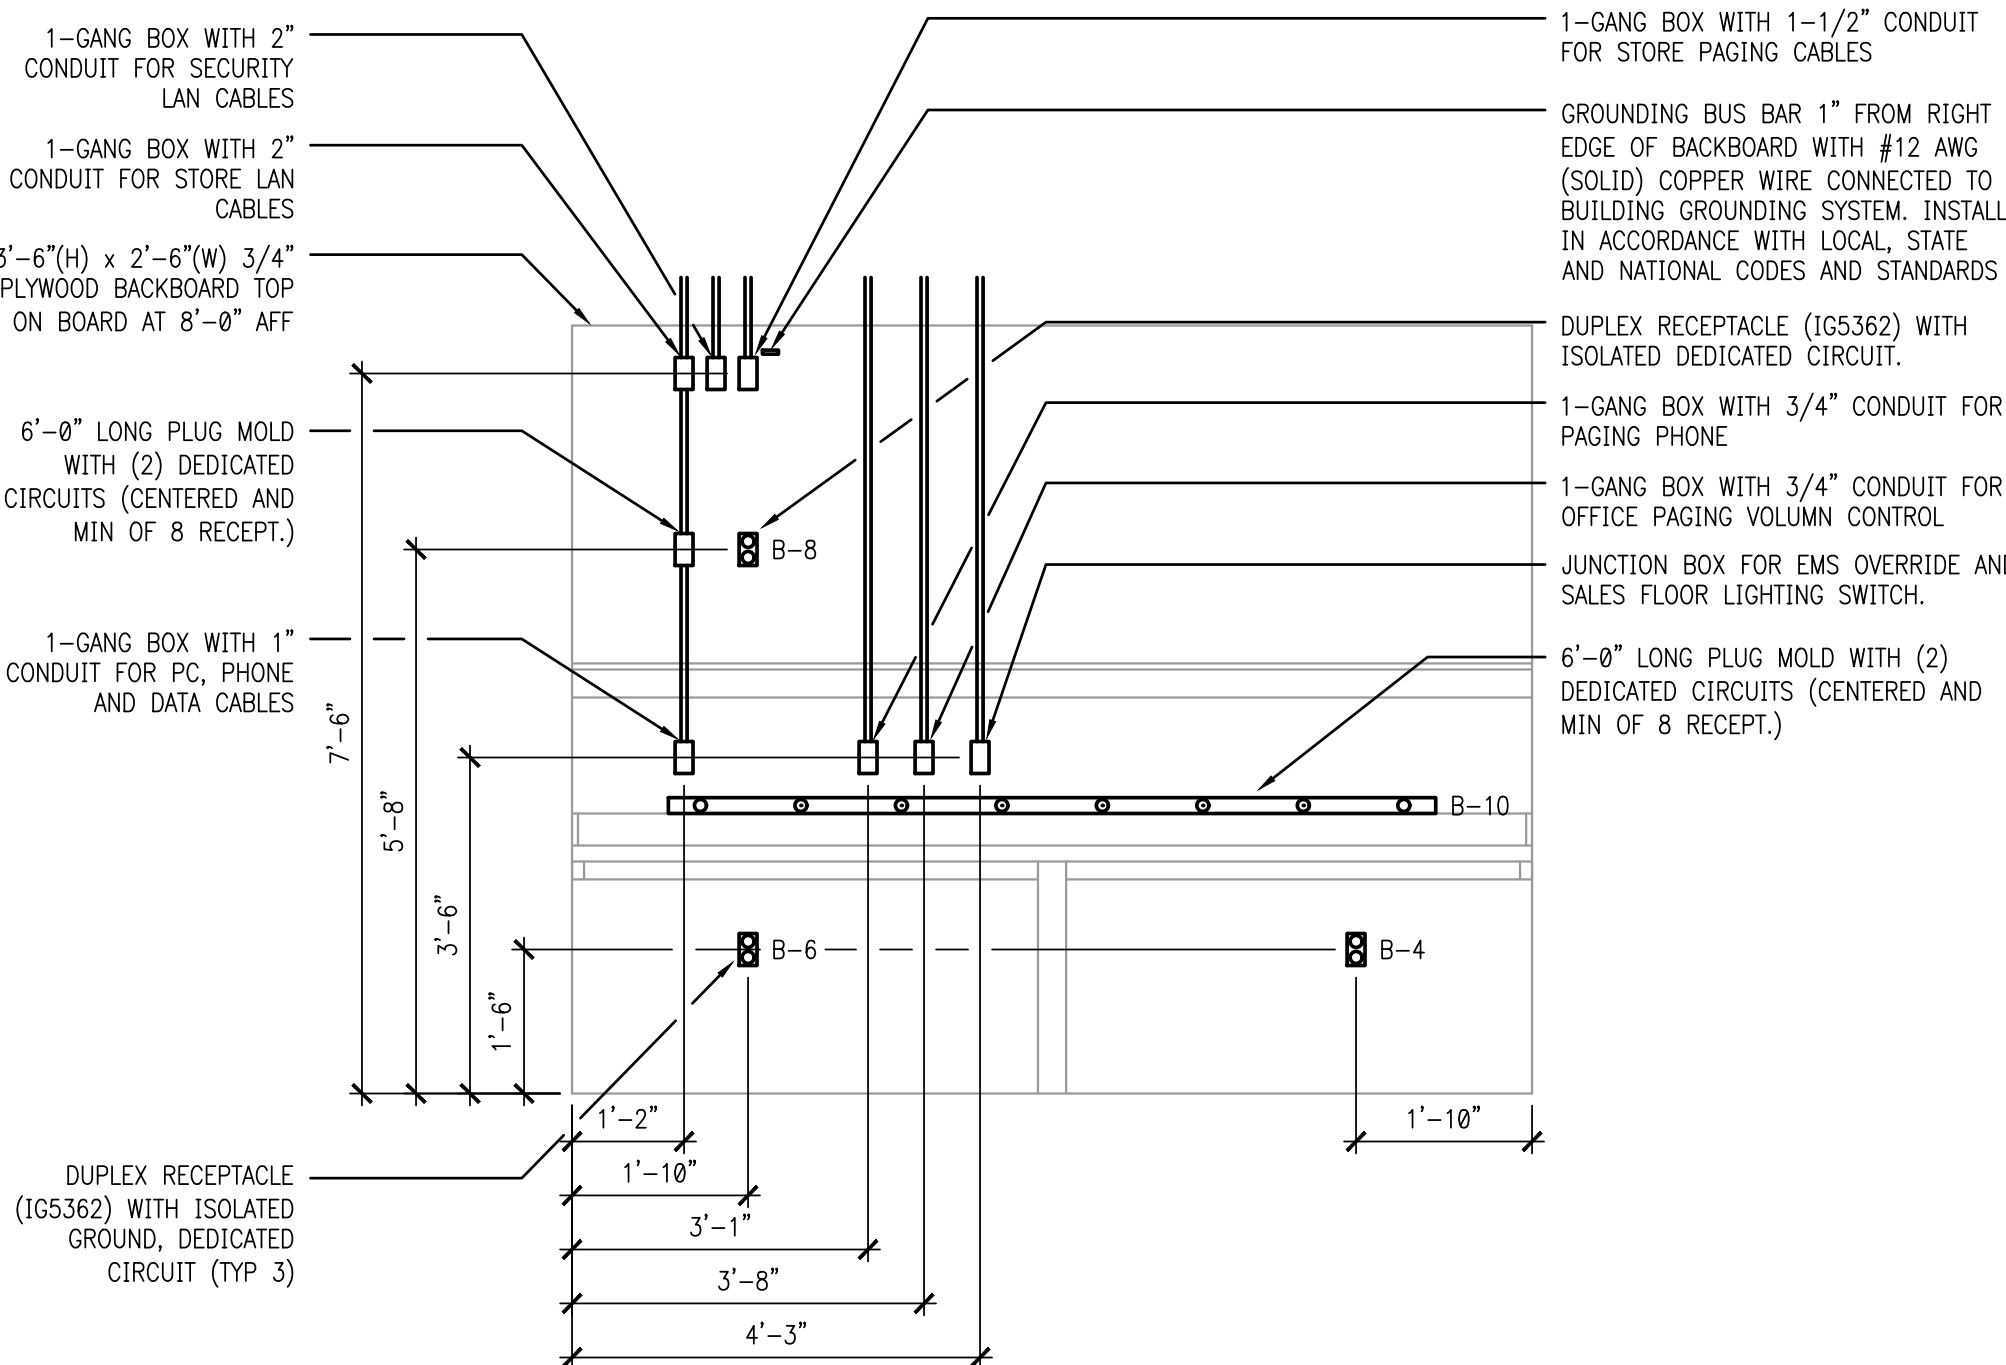 1-GANG BOX WITH 2"
CONDUIT FOR SECURITY
LAN CABLES
1-GANG BOX WITH 2"
CONDUIT FOR STORE LAN
CABLES
3'-6"(H) x 2'-6"(W) 3/4"
PLYWOOD BACKBOARD TOP
ON BOARD AT 8'-0" AFF
6'-0" LONG PLUG MOLD
WITH (2) DEDICATED
CIRCUITS (CENTERED AND
MIN OF 8 RECEPT.)
1-GANG BOX WITH 1"
CONDUIT FOR PC, PHONE
AND DATA CABLES
DUPLEX RECEPTACLE
(IG5362) WITH ISOLATED
GROUND, DEDICATED
CIRCUIT (TYP 3)
7'-6"
5'-8"
3'-6"
1'-6"
B-8
B-10
B-6
B-4
1'-2"
1'-10"
1'-10"
3'-1"
3'-8"
4'-3"
1-GANG BOX WITH 1-1/2" CONDUIT
FOR STORE PAGING CABLES
GROUNDING BUS BAR 1" FROM RIGHT
EDGE OF BACKBOARD WITH #12 AWG
(SOLID) COPPER WIRE CONNECTED TO
BUILDING GROUNDING SYSTEM. INSTALL
IN ACCORDANCE WITH LOCAL, STATE
AND NATIONAL CODES AND STANDARDS
DUPLEX RECEPTACLE (IG5362) WITH
ISOLATED DEDICATED CIRCUIT.
1-GANG BOX WITH 3/4" CONDUIT FOR
PAGING PHONE
1-GANG BOX WITH 3/4" CONDUIT FOR
OFFICE PAGING VOLUMN CONTROL
JUNCTION BOX FOR EMS OVERRIDE AND
SALES FLOOR LIGHTING SWITCH.
6'-0" LONG PLUG MOLD WITH (2)
DEDICATED CIRCUITS (CENTERED AND
MIN OF 8 RECEPT.)